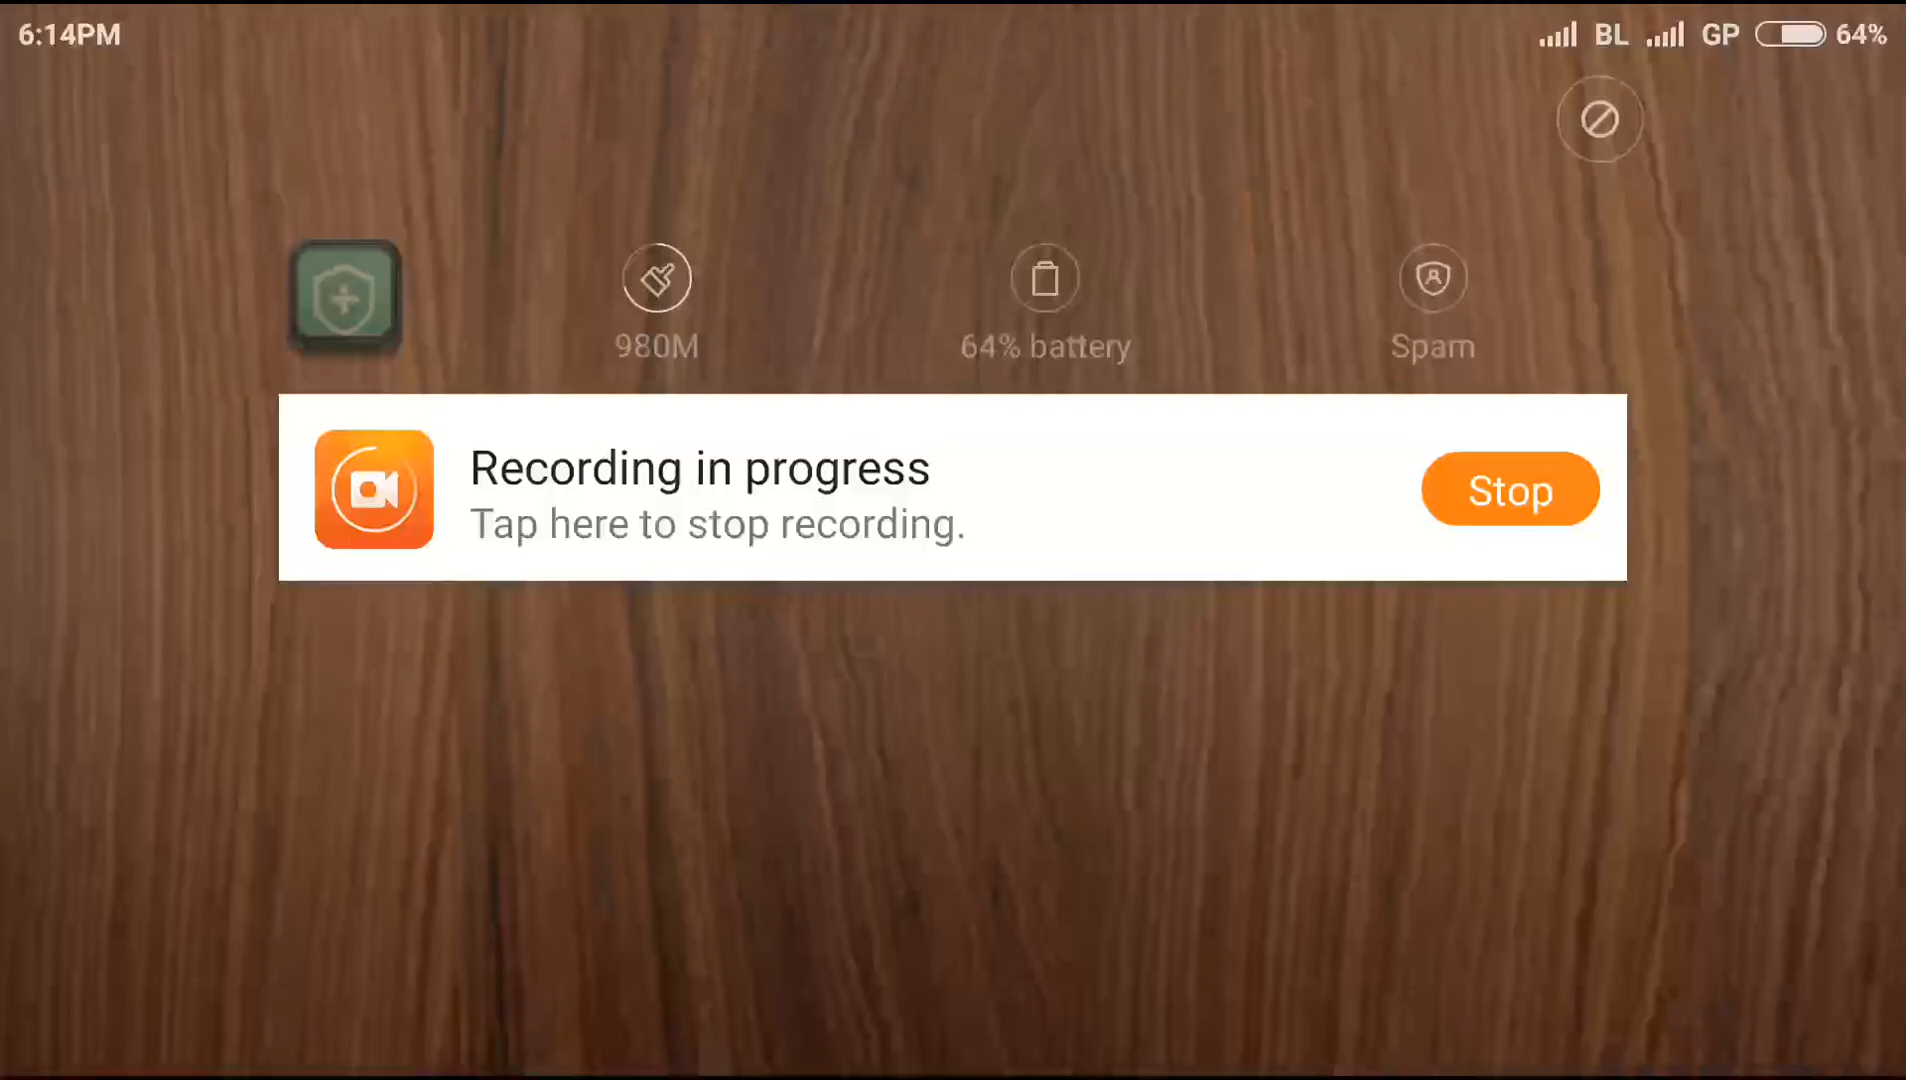 6:14PM BL GP 64%
980M 64% battery Spam
Recording in progress
Tap here to stop recording.
Stop